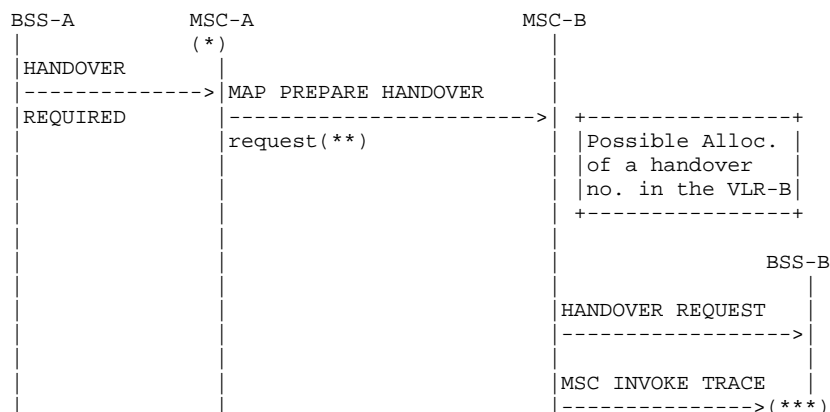 BSS-A MSC-A MSC-B
(*)
HANDOVER
MAP PREPARE HANDOVER
REQUIRED
request(**)
Possible Alloc.
of a handover
no. in the VLR-B
BSS-B
HANDOVER REQUEST
MSC INVOKE TRACE
(***)